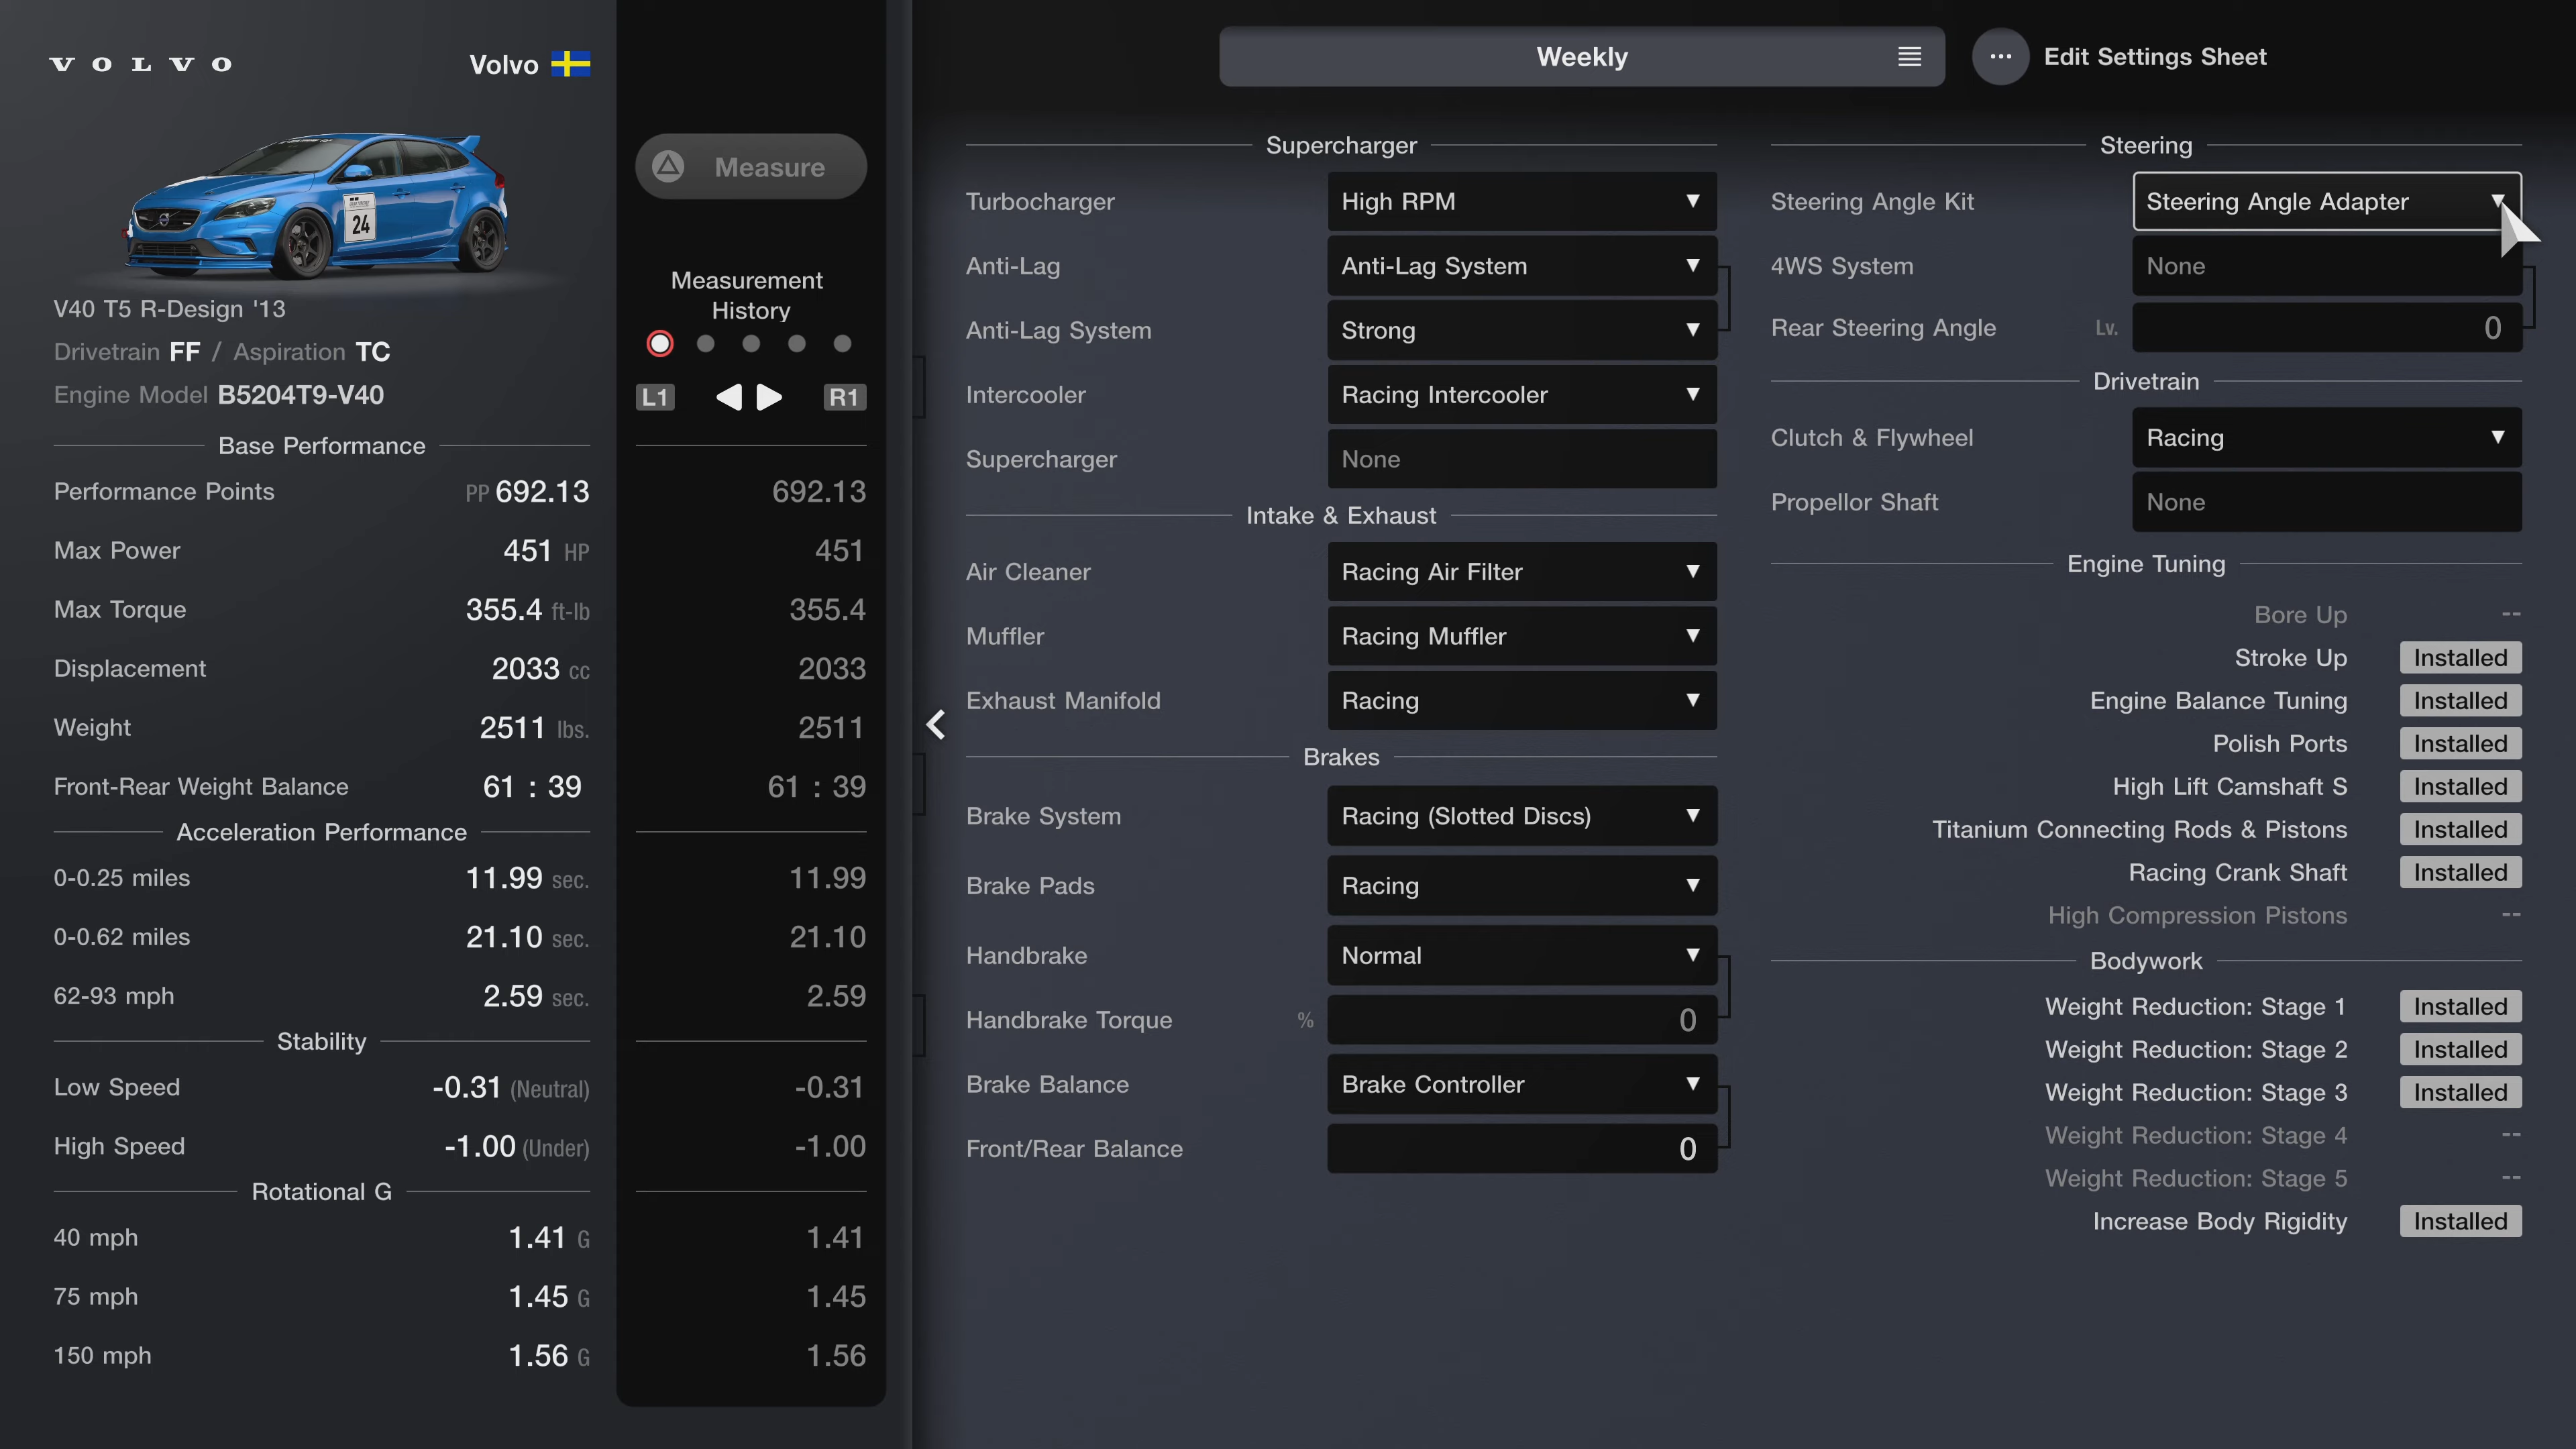 VOLVO
Volvo
24
V40 T5 R-Design '13
Drivetrain FF / Aspiration TC
Engine Model B5204T9-V40
Base Performance
Performance Points PP 692.13
Max Power 451 HP
Max Torque 355.4 ft-lb
Displacement 2033 cc
Weight 2511 lbs.
Front-Rear Weight Balance 61 : 39
Acceleration Performance
0-0.25 miles 11.99 sec.
0-0.62 miles 21.10 sec.
62-93 mph 2.59 sec.
Stability
Low Speed -0.31 (Neutral)
High Speed -1.00 (Under)
Rotational G
40 mph 1.41 G
75 mph 1.45 G
150 mph 1.56 G
Measure
Measurement
History
L1 R1
692.13
451
355.4
2033
2511
61 : 39
11.99
21.10
2.59
-0.31
-1.00
1.41
1.45
1.56
Weekly
... Edit Settings Sheet
Supercharger
Turbocharger High RPM
Anti-Lag Anti-Lag System
Anti-Lag System Strong
Intercooler Racing Intercooler
Supercharger None
Intake & Exhaust
Air Cleaner Racing Air Filter
Muffler Racing Muffler
Exhaust Manifold Racing
Brakes
Brake System Racing (Slotted Discs)
Brake Pads Racing
Handbrake Normal
Handbrake Torque % 0
Brake Balance Brake Controller
Front/Rear Balance 0
Steering
Steering Angle Kit Steering Angle Adapter
4WS System None
Rear Steering Angle Lv. 0
Drivetrain
Clutch & Flywheel Racing
Propellor Shaft None
Engine Tuning
Bore Up --
Stroke Up Installed
Engine Balance Tuning Installed
Polish Ports Installed
High Lift Camshaft S Installed
Titanium Connecting Rods & Pistons Installed
Racing Crank Shaft Installed
High Compression Pistons --
Bodywork
Weight Reduction: Stage 1 Installed
Weight Reduction: Stage 2 Installed
Weight Reduction: Stage 3 Installed
Weight Reduction: Stage 4 --
Weight Reduction: Stage 5 --
Increase Body Rigidity Installed